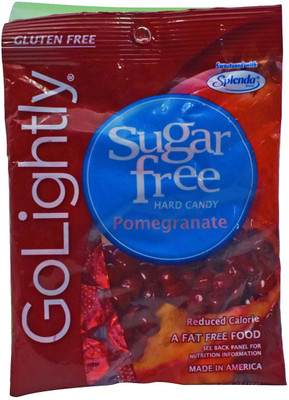 GLUTEN FREE
Sweetened with
Splenda
GoLightly®
Sugar
free
HARD CANDY
Pomegranate
Reduced Calorie
A FAT FREE FOOD
SEE BACK PANEL FOR
NUTRITION INFORMATION
MADE IN AMERICA